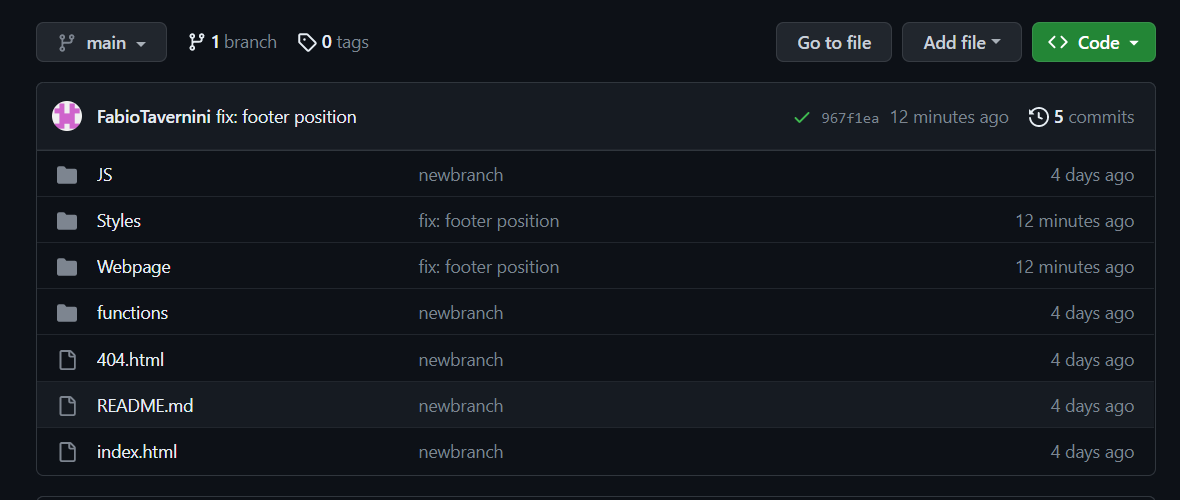 main 1 branch 0 tags Go to file Add file Code
FabioTavernini fix: footer position 967f1ea 12 minutes ago 5 commits
JS newbranch 4 days ago
Styles fix: footer position 12 minutes ago
Webpage fix: footer position 12 minutes ago
functions newbranch 4 days ago
404.html newbranch 4 days ago
README.md newbranch 4 days ago
index.html newbranch 4 days ago